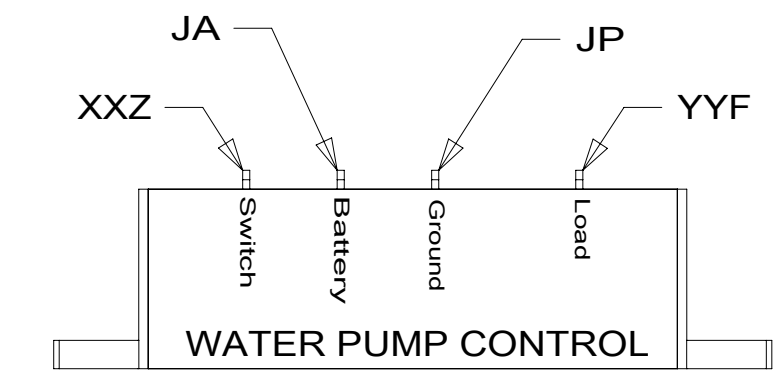 JA
JP
XXZ
YYF
Switch
Battery
Ground
Load
WATER PUMP CONTROL